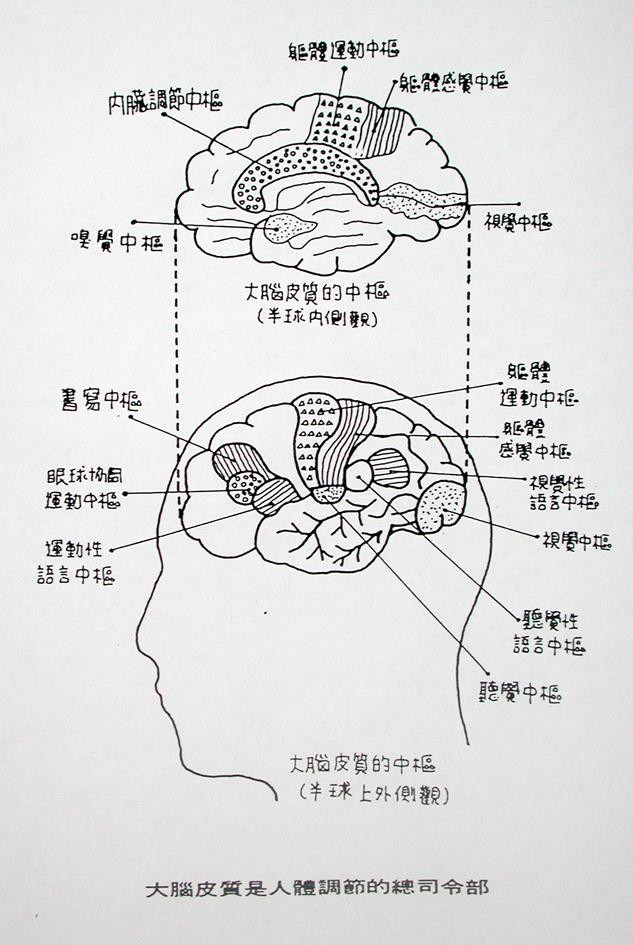 軀體運動中樞
軀體感覺中樞
內臟調節中樞
嗅覺中樞
視覺中樞
大腦皮質的中樞
(半球內側觀)
軀體
運動中樞
書寫中樞
軀體
感覺中樞
眼球協同
運動中樞
視覺性
語言中樞
運動性
語言中樞
視覺中樞
聽覺性
語言中樞
聽覺中樞
大腦皮質的中樞
(半球上外側觀)
大腦皮質是人體調節的總司令部